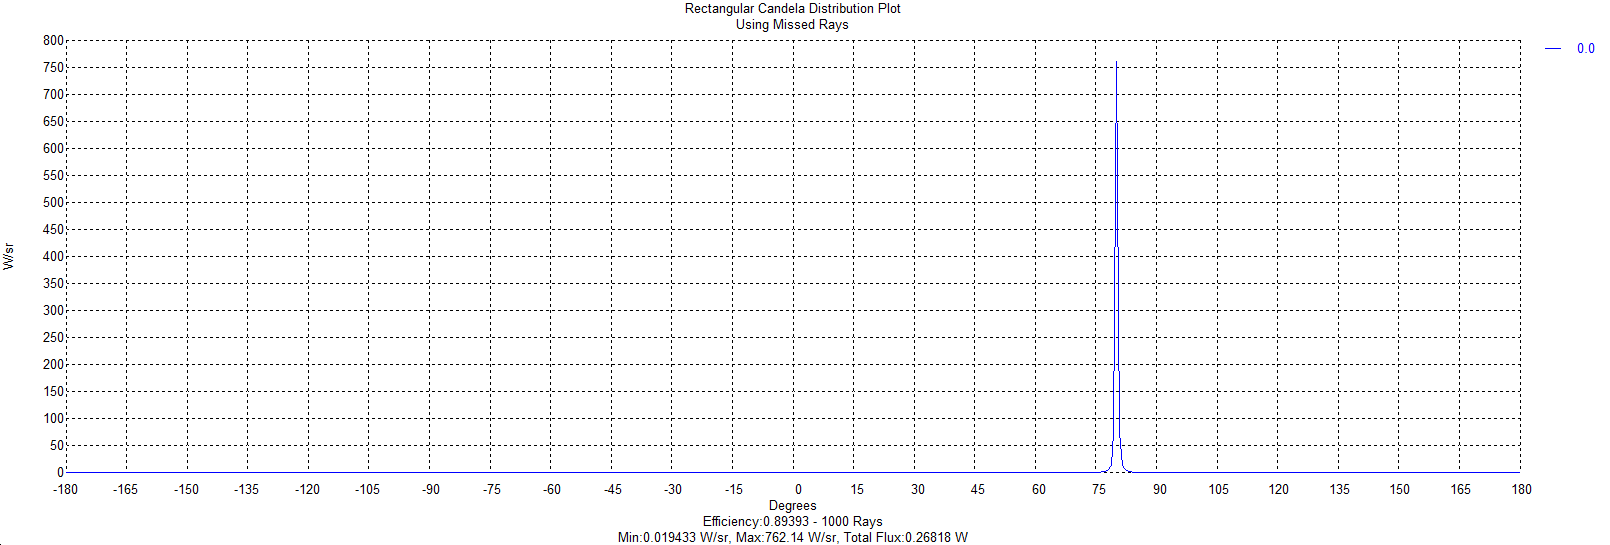 Rectangular Candela Distribution Plot
Using Missed Rays
0.0
800
750
700
650
600
550
500
450
400
350
300
250
200
150
100
50
0
W/sr
-180 -165 -150 -135 -120 -105 -90 -75 -60 -45 -30 -15 0 15 30 45 60 75 90 105 120 135 150 165 180
Degrees
Efficiency:0.89393 - 1000 Rays
Min:0.019433 W/sr, Max:762.14 W/sr, Total Flux:0.26818 W